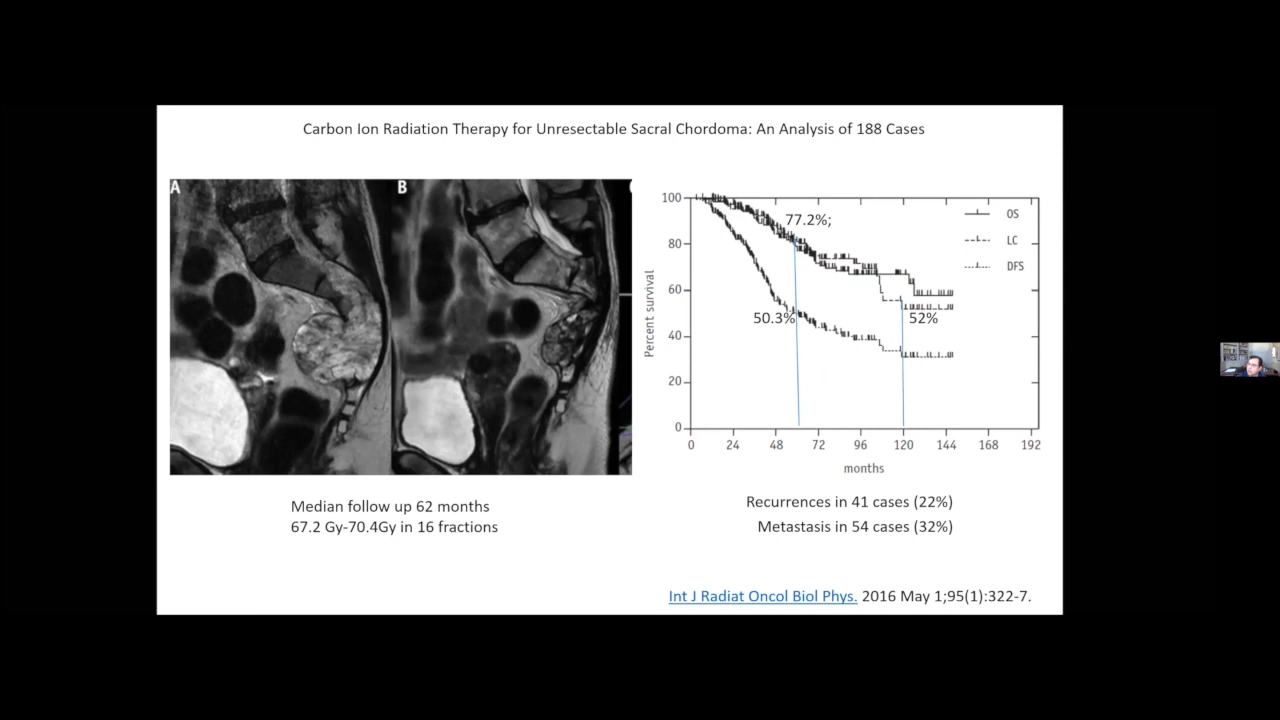 Carbon Ion Radiation Therapy for Unresectable Sacral Chordoma: An Analysis of 188 Cases
A
B
Percent survival
100
80
60
40
20
0
77.2%;
50.3%
52%
OS
LC
DFS
0 24 48 72 96 120 144 168 192
months
Median follow up 62 months
67.2 Gy-70.4Gy in 16 fractions
Recurrences in 41 cases (22%)
Metastasis in 54 cases (32%)
Int J Radiat Oncol Biol Phys. 2016 May 1;95(1):322-7.